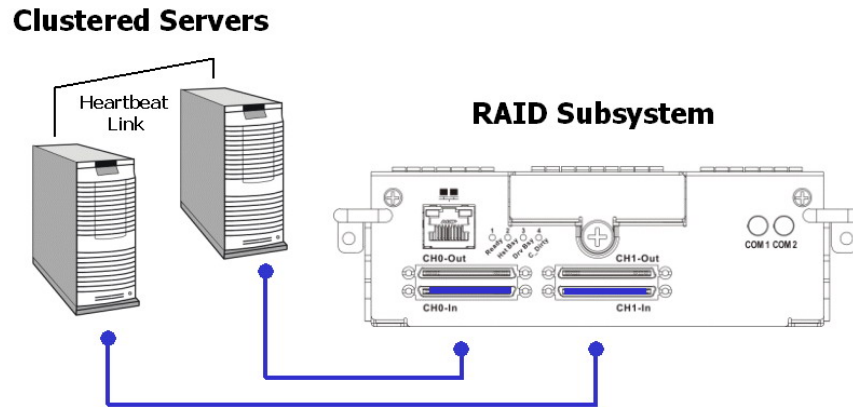 Clustered Servers
Heartbeat
Link
RAID Subsystem
1 2 3 4
Ready Hst Bsy Drv Bsy C_Dirty
COM 1 COM 2
CH0-Out CH1-Out
CH0-In CH1-In